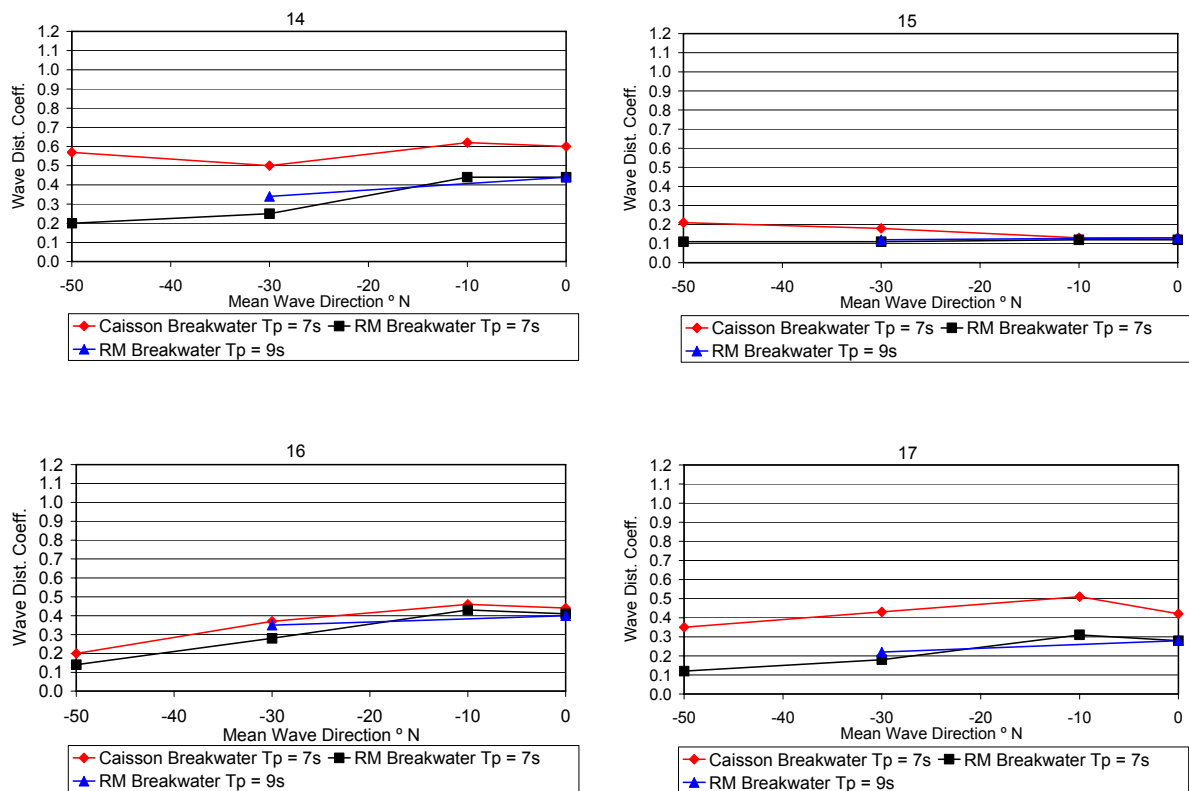 14
1.2
1.1
1.0
0.9
0.8
0.7
0.6
0.5
0.4
0.3
0.2
0.1
0.0
Wave Dist. Coeff.
-50 -40 -30 -20 -10 0
Mean Wave Direction º N
Caisson Breakwater Tp = 7s RM Breakwater Tp = 7s
RM Breakwater Tp = 9s
15
1.2
1.1
1.0
0.9
0.8
0.7
0.6
0.5
0.4
0.3
0.2
0.1
0.0
Wave Dist. Coeff.
-50 -40 -30 -20 -10 0
Mean Wave Direction º N
Caisson Breakwater Tp = 7s RM Breakwater Tp = 7s
RM Breakwater Tp = 9s
16
1.2
1.1
1.0
0.9
0.8
0.7
0.6
0.5
0.4
0.3
0.2
0.1
0.0
Wave Dist. Coeff.
-50 -40 -30 -20 -10 0
Mean Wave Direction º N
Caisson Breakwater Tp = 7s RM Breakwater Tp = 7s
RM Breakwater Tp = 9s
17
1.2
1.1
1.0
0.9
0.8
0.7
0.6
0.5
0.4
0.3
0.2
0.1
0.0
Wave Dist. Coeff.
-50 -40 -30 -20 -10 0
Mean Wave Direction º N
Caisson Breakwater Tp = 7s RM Breakwater Tp = 7s
RM Breakwater Tp = 9s